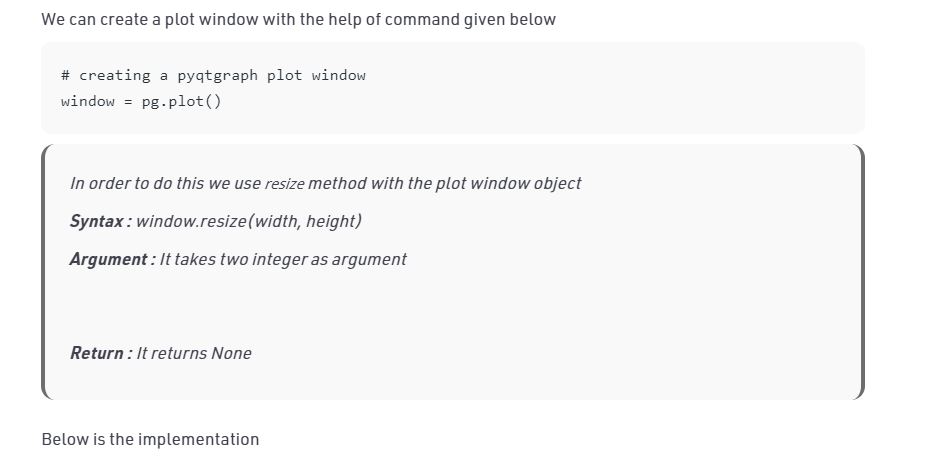 We can create a plot window with the help of command given below
# creating a pyqtgraph plot window
window = pg.plot()
In order to do this we use resize method with the plot window object
Syntax : window.resize(width, height)
Argument : It takes two integer as argument
Return : It returns None
Below is the implementation